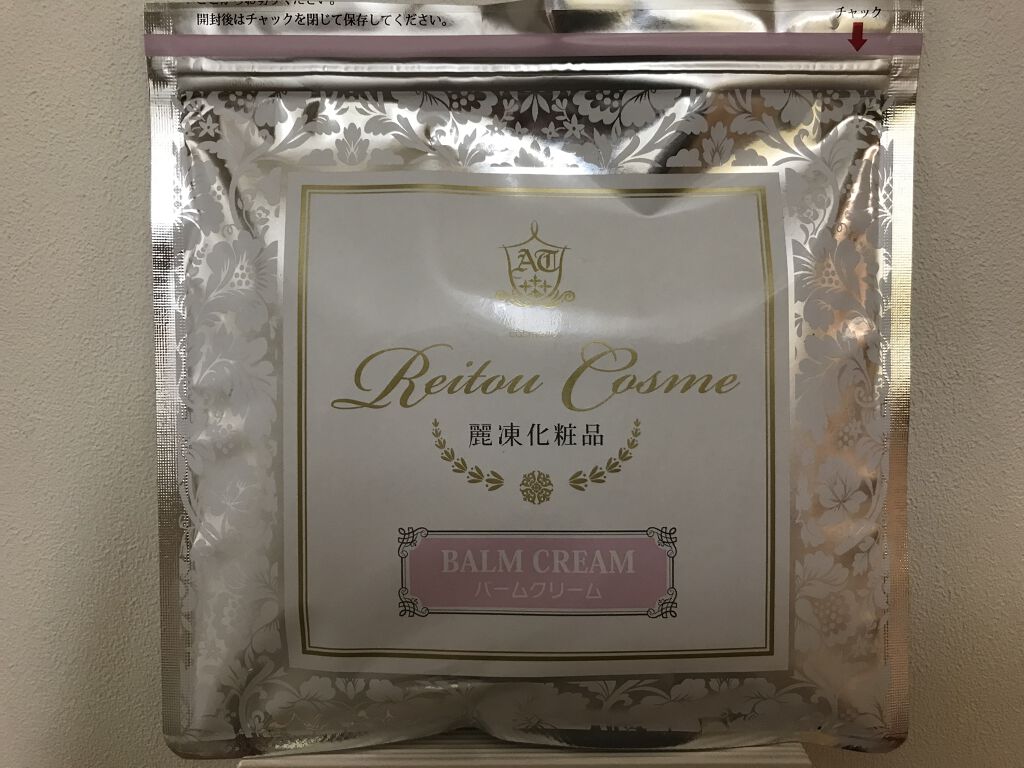 開封後はチャックを閉じて保存してください。
チャック
AT
Reitou Cosme
麗凍化粧品
BALM CREAM
バームクリーム